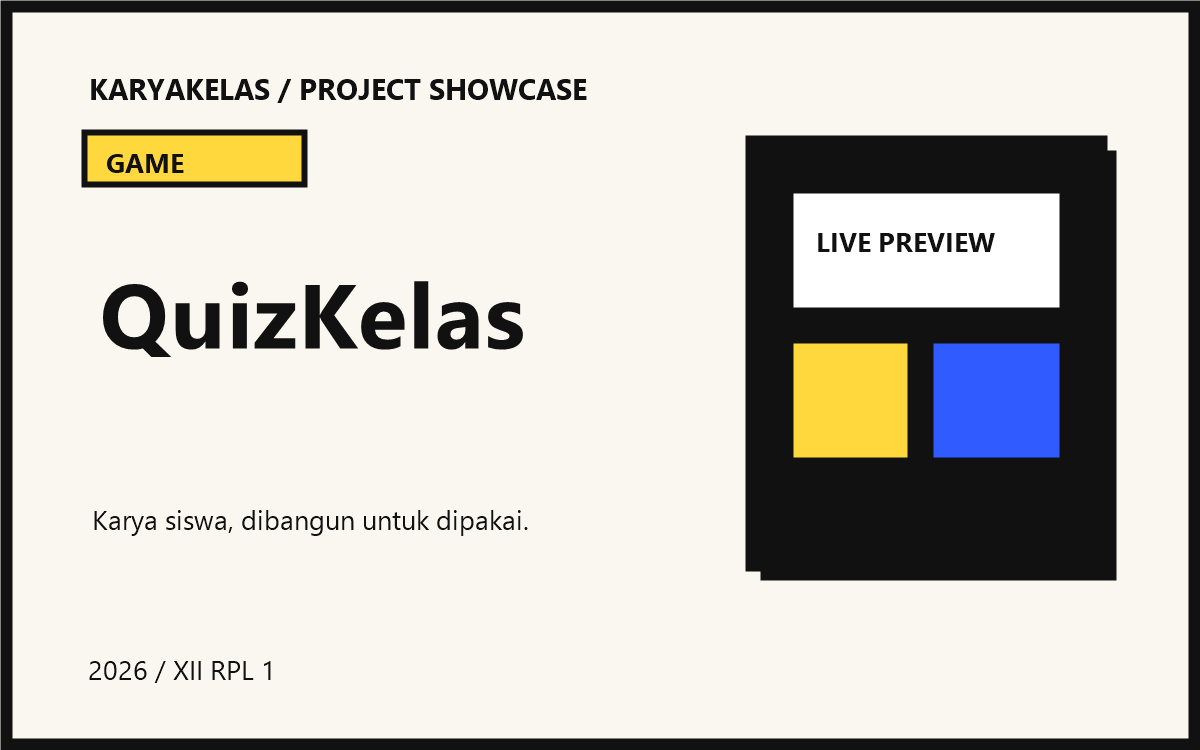 KARYAKELAS / PROJECT SHOWCASE
GAME
QuizKelas
LIVE PREVIEW
Karya siswa, dibangun untuk dipakai.
2026 / XII RPL 1